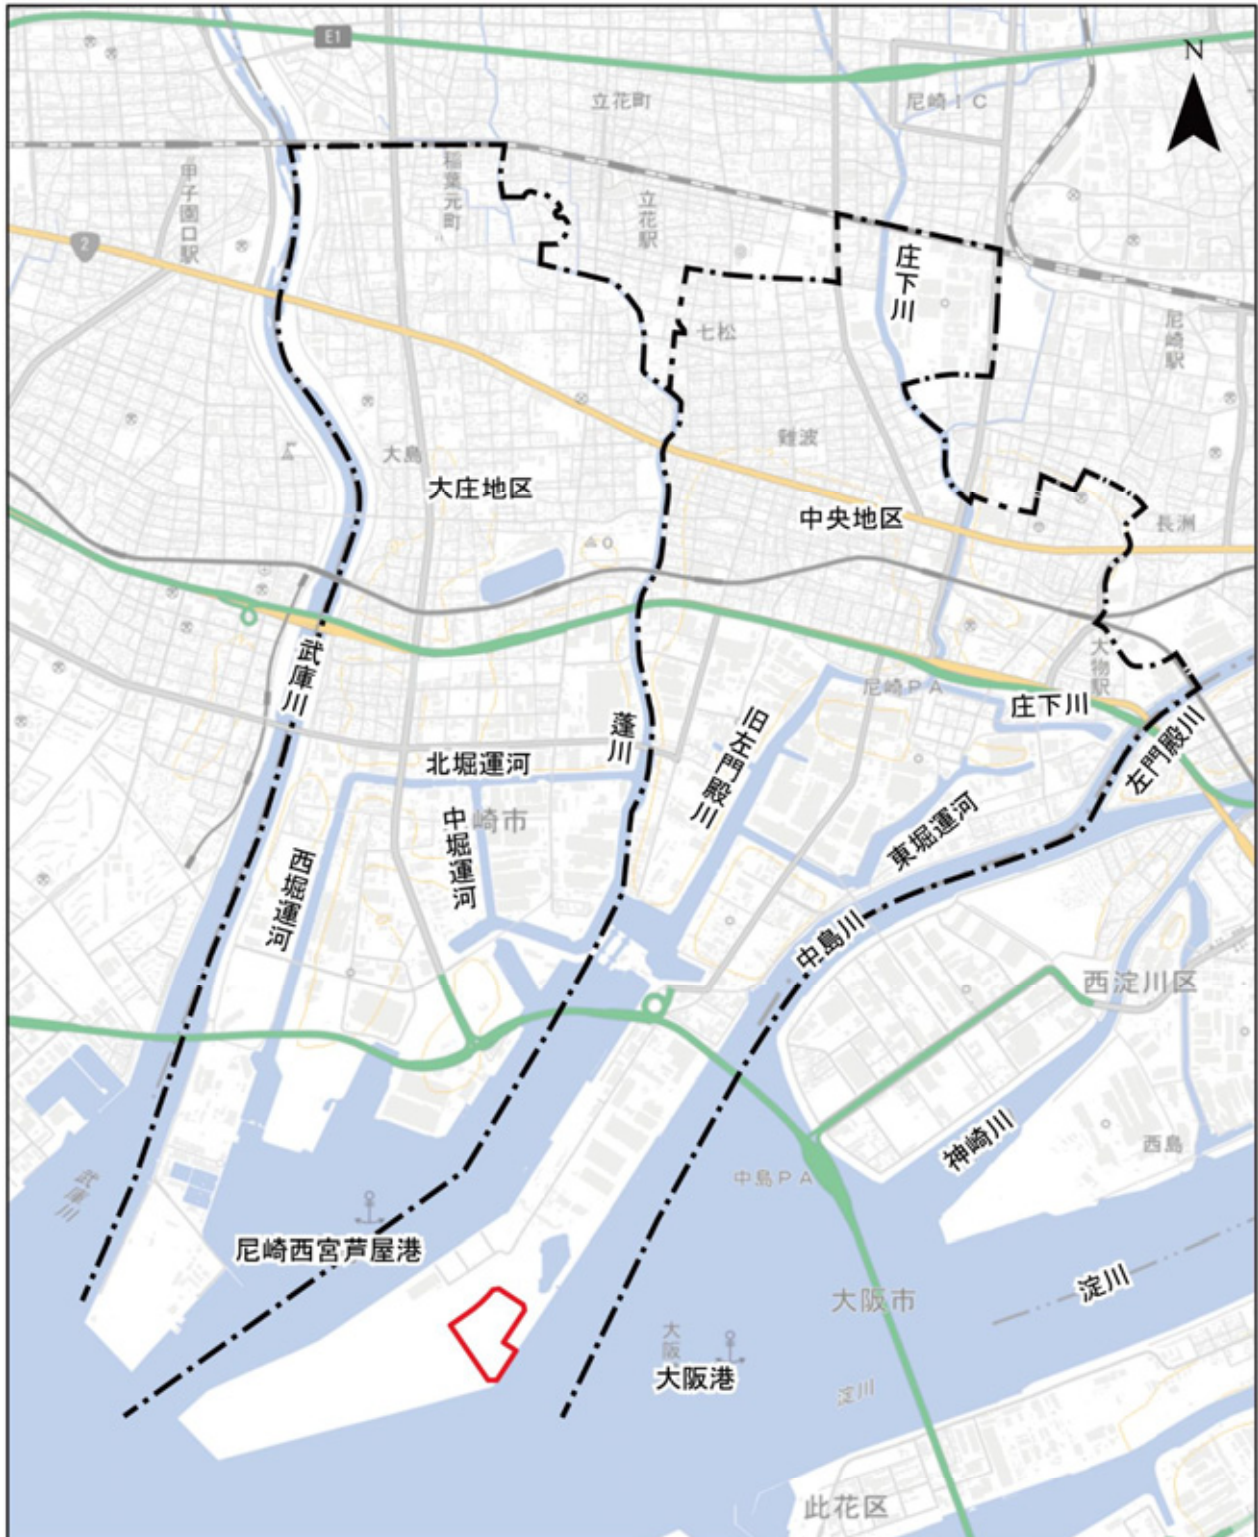 E1
N
立花町
尼崎IC
稲葉元町
甲子園口駅
立花駅
2
庄下川
七松
尼崎駅
難波
大島
大庄地区
中央地区
長洲
武庫川
大物駅
尼崎PA
庄下川
左門殿川
蓬川
旧左門殿川
北堀運河
中堀運河
崎市
東堀運河
西堀運河
中島川
西淀川区
神崎川
西島
武庫川
中島PA
尼崎西宮芦屋港
淀川
大阪市
大阪
大阪港
淀川
此花区